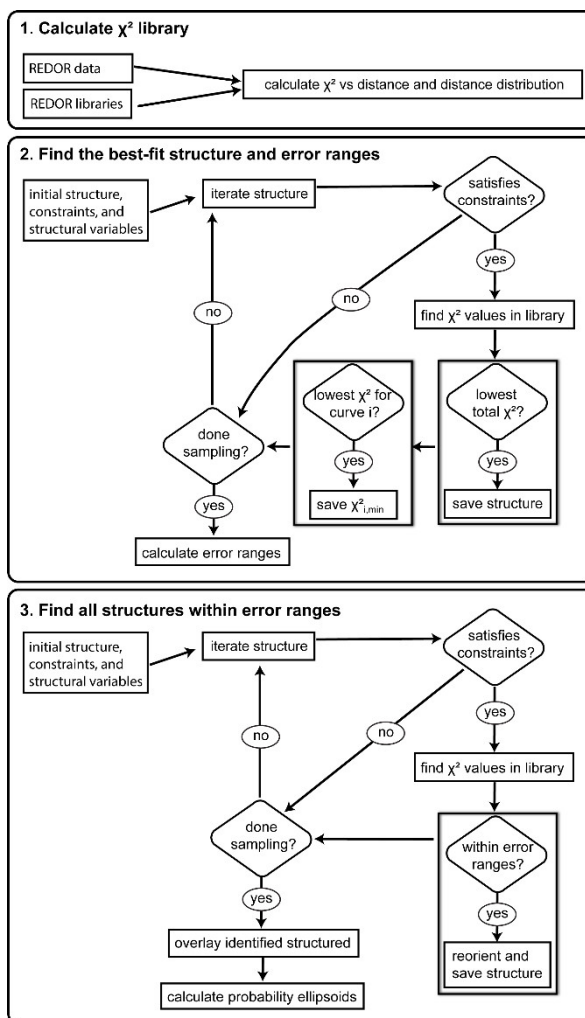 1. Calculate χ² library
REDOR data
REDOR libraries
calculate χ² vs distance and distance distribution
2. Find the best-fit structure and error ranges
initial structure,
constraints, and
structural variables
iterate structure
satisfies
constraints?
yes
no
no
find χ² values in library
lowest χ² for
curve i?
lowest
total χ²?
done
sampling?
yes
yes
save χ²i,min
save structure
yes
calculate error ranges
3. Find all structures within error ranges
initial structure,
constraints, and
structural variables
iterate structure
satisfies
constraints?
yes
no
no
find χ² values in library
done
sampling?
within error
ranges?
yes
yes
overlay identified structured
reorient and
save structure
calculate probability ellipsoids